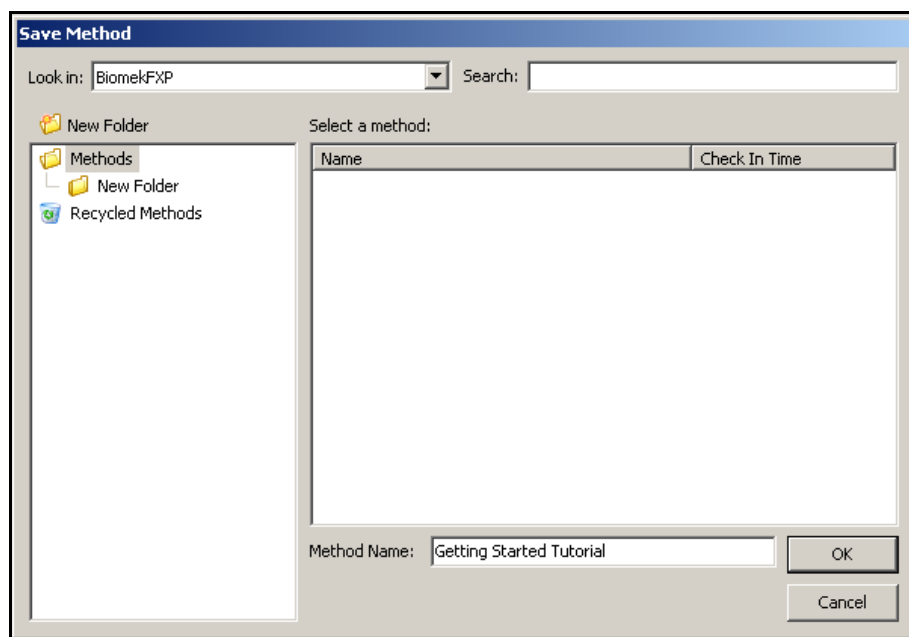 Save Method
Look in: BiomekFXP Search:
New Folder
Select a method:
Methods
New Folder
Recycled Methods
Name Check In Time
Method Name: Getting Started Tutorial OK
Cancel